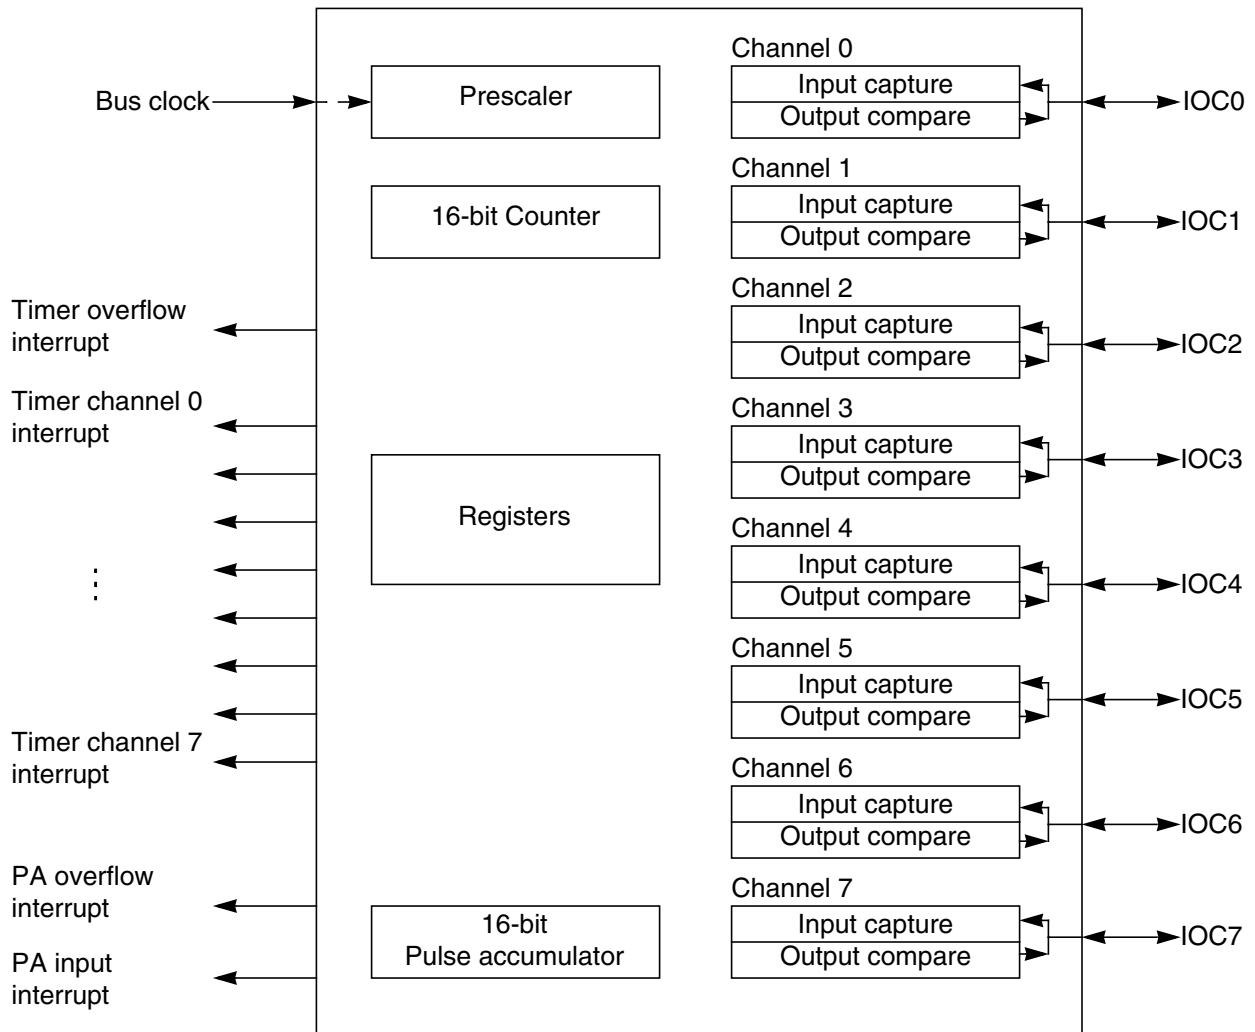 Channel 0
Bus clock
Prescaler
Input capture
Output compare
IOC0
Channel 1
16-bit Counter
Input capture
Output compare
IOC1
Channel 2
Timer overflow
interrupt
Input capture
Output compare
IOC2
Timer channel 0
interrupt
Channel 3
Input capture
Output compare
IOC3
Registers
Channel 4
Input capture
Output compare
IOC4
Channel 5
Input capture
Output compare
IOC5
Timer channel 7
interrupt
Channel 6
Input capture
Output compare
IOC6
PA overflow
interrupt
Channel 7
16-bit
Pulse accumulator
Input capture
Output compare
IOC7
PA input
interrupt